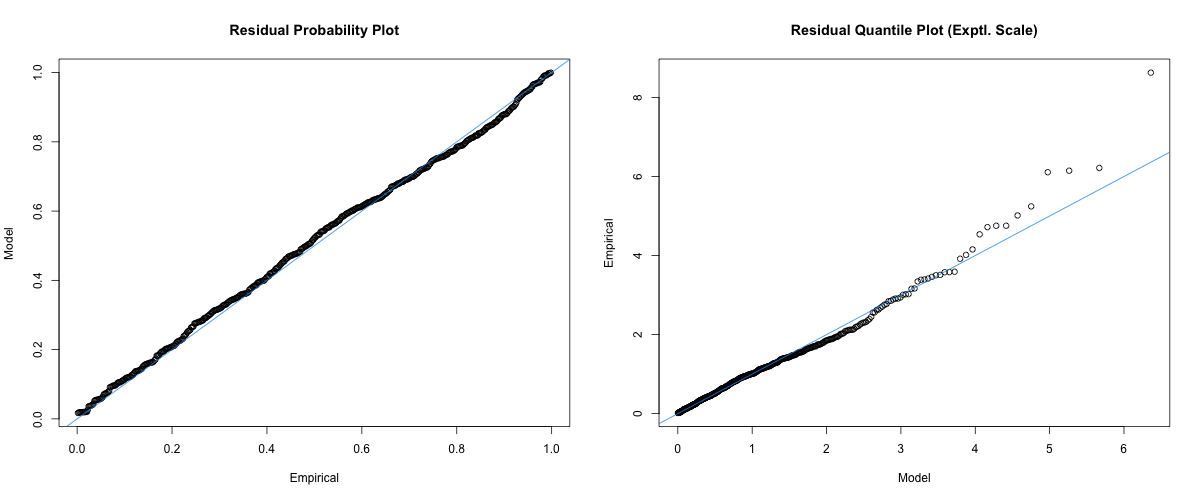 Residual Probability Plot
Model
0.0 0.2 0.4 0.6 0.8 1.0
0.0 0.2 0.4 0.6 0.8 1.0
Empirical
Residual Quantile Plot (Exptl. Scale)
Empirical
0 2 4 6 8
0 1 2 3 4 5 6
Model